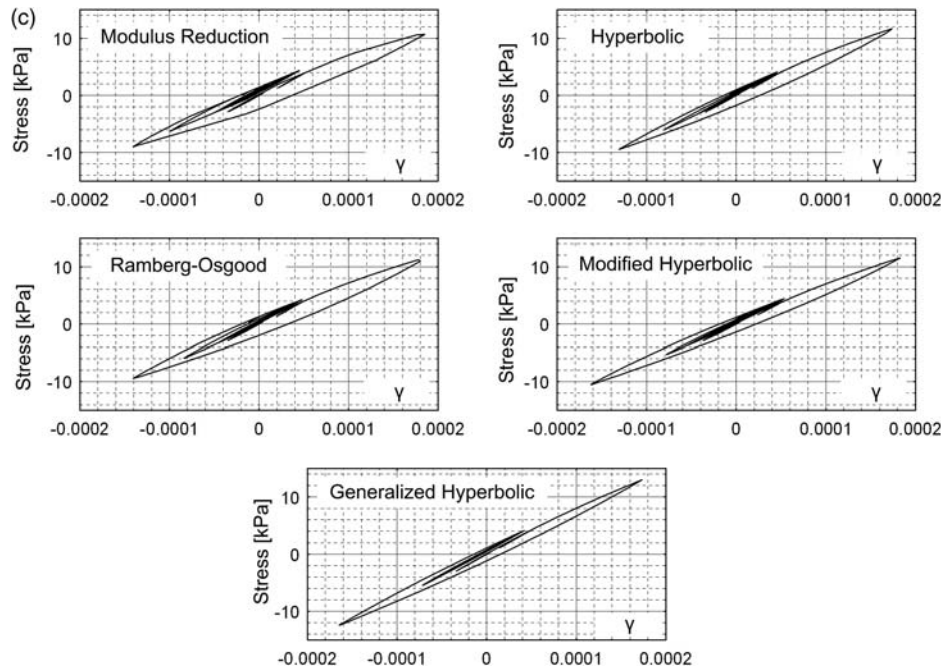 (c)
Modulus Reduction
Stress [kPa]
10
0
-10
γ
-0.0002 -0.0001 0 0.0001 0.0002
Hyperbolic
Stress [kPa]
10
0
-10
γ
-0.0002 -0.0001 0 0.0001 0.0002
Ramberg-Osgood
Stress [kPa]
10
0
-10
γ
-0.0002 -0.0001 0 0.0001 0.0002
Modified Hyperbolic
Stress [kPa]
10
0
-10
γ
-0.0002 -0.0001 0 0.0001 0.0002
Generalized Hyperbolic
Stress [kPa]
10
0
-10
γ
-0.0002 -0.0001 0 0.0001 0.0002